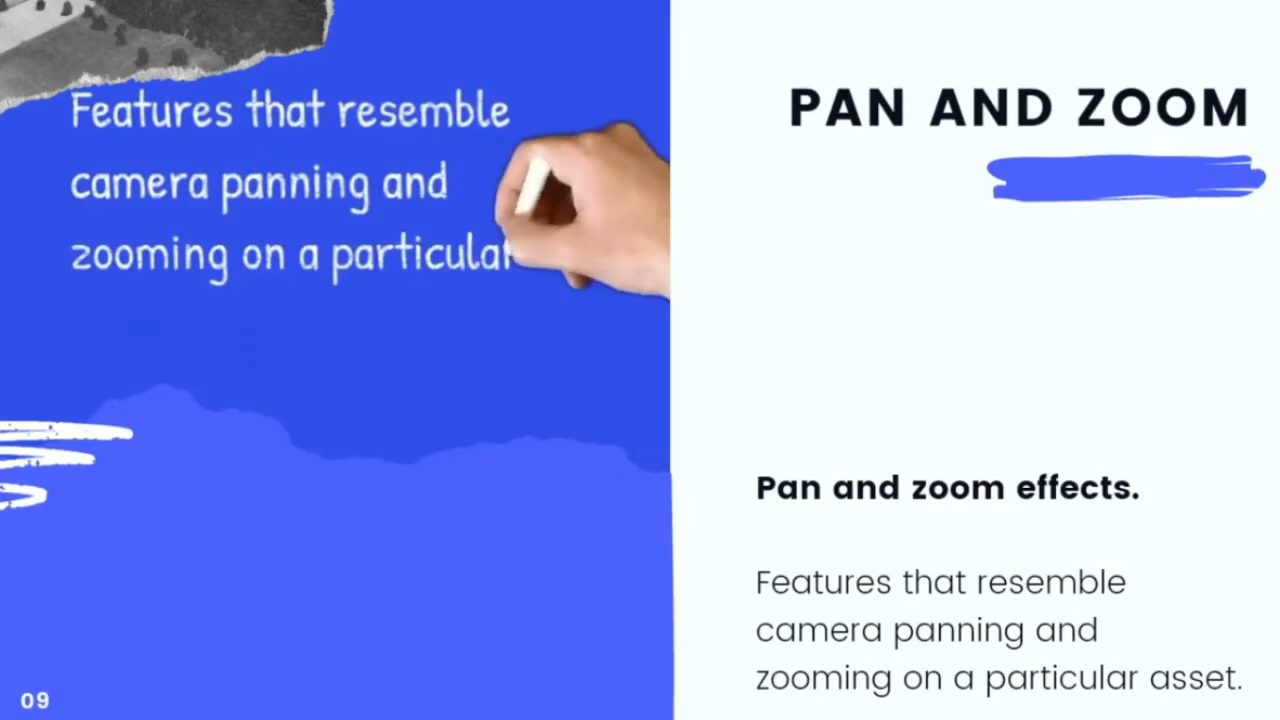 Features that resemble
camera panning and
zooming on a particular
PAN AND ZOOM
Pan and zoom effects.
Features that resemble
camera panning and
zooming on a particular asset.
09